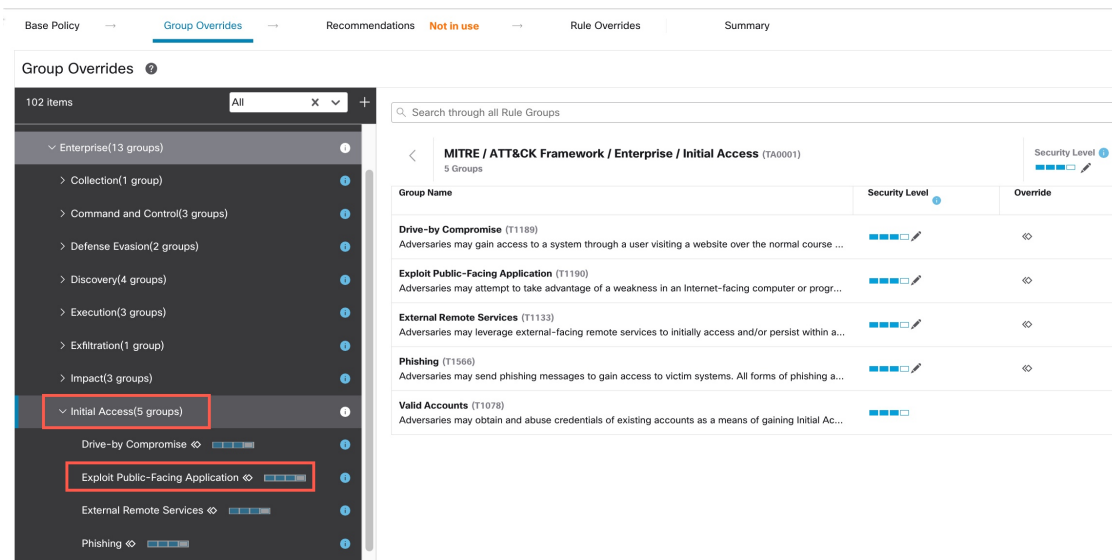 Base Policy → Group Overrides → Recommendations Not in use → Rule Overrides Summary
Group Overrides ?
102 items All X +
Search through all Rule Groups
Enterprise(13 groups)
Collection(1 group)
Command and Control(3 groups)
Defense Evasion(2 groups)
Discovery(4 groups)
Execution(3 groups)
Exfiltration(1 group)
Impact(3 groups)
Initial Access(5 groups)
Drive-by Compromise
Exploit Public-Facing Application
External Remote Services
Phishing
MITRE / ATT&CK Framework / Enterprise / Initial Access (TA0001)
5 Groups
Security Level
Group Name Security Level Override
Drive-by Compromise (T1189)
Adversaries may gain access to a system through a user visiting a website over the normal course ...
Exploit Public-Facing Application (T1190)
Adversaries may attempt to take advantage of a weakness in an Internet-facing computer or progr...
External Remote Services (T1133)
Adversaries may leverage external-facing remote services to initially access and/or persist within a...
Phishing (T1566)
Adversaries may send phishing messages to gain access to victim systems. All forms of phishing a...
Valid Accounts (T1078)
Adversaries may obtain and abuse credentials of existing accounts as a means of gaining Initial Ac...